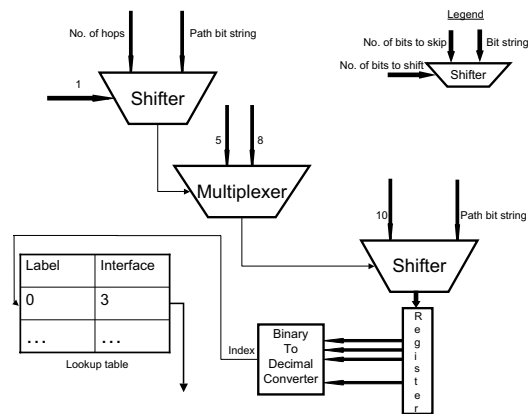 Legend
No. of hops
Path bit string
No. of bits to skip
Bit string
No. of bits to shift
Shifter
1
Shifter
5
8
Multiplexer
10
Path bit string
Shifter
Label
Interface
0
3
...
...
Lookup table
Index
Binary
To
Decimal
Converter
R
e
g
i
s
t
e
r